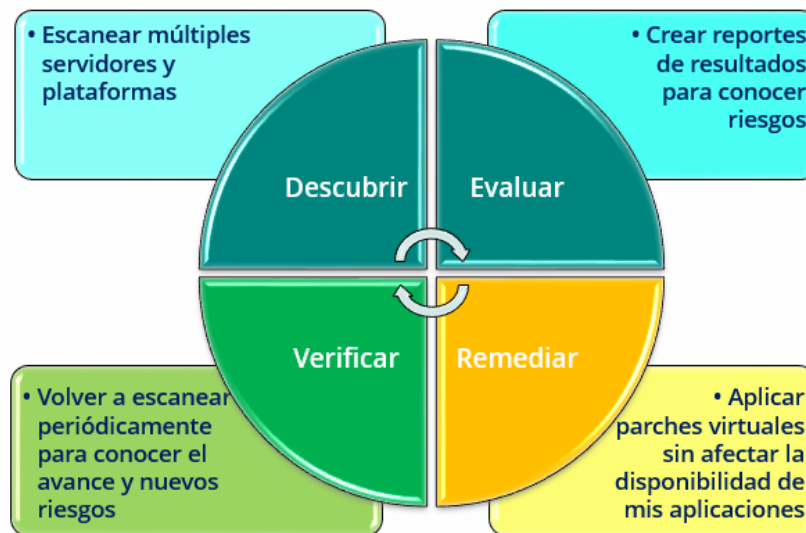 • Escanear múltiples
servidores y
plataformas
• Crear reportes
de resultados
para conocer
riesgos
Descubrir
Evaluar
Verificar
Remediar
• Volver a escanear
periódicamente
para conocer el
avance y nuevos
riesgos
• Aplicar
parches virtuales
sin afectar la
disponibilidad de
mis aplicaciones